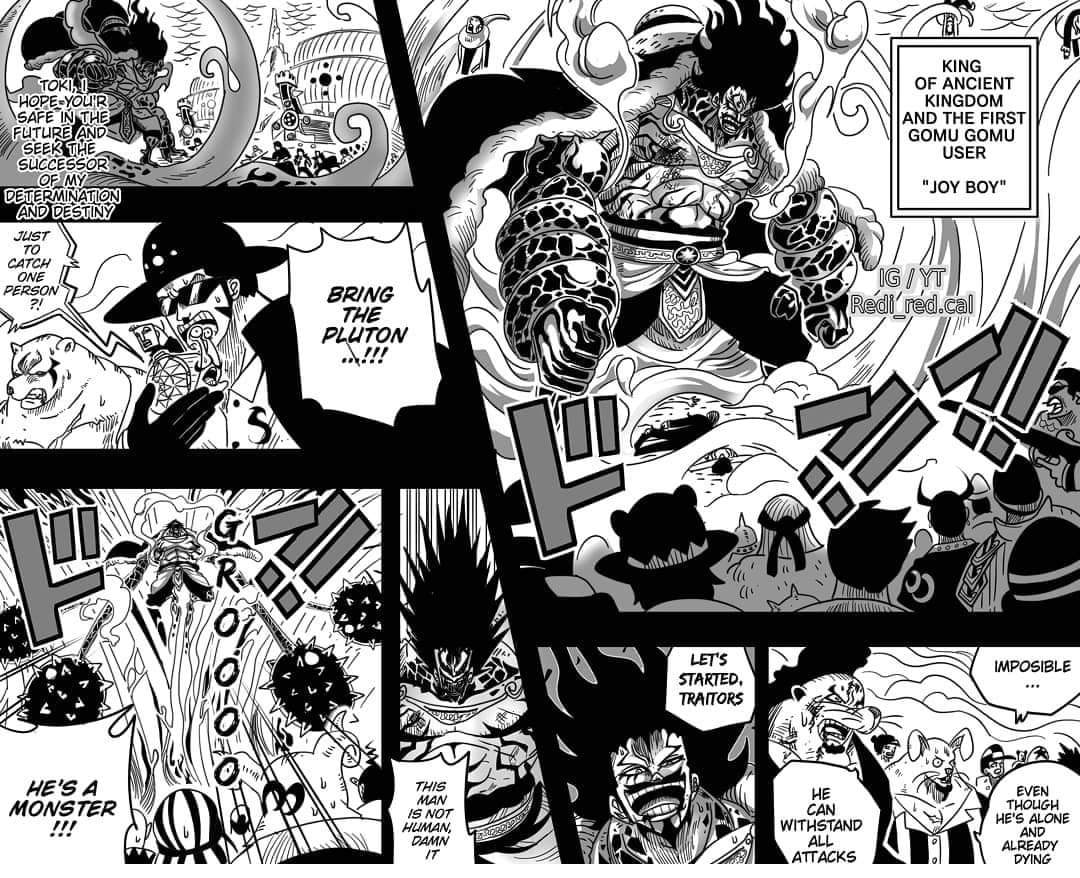 KING
OF ANCIENT
KINGDOM
AND THE FIRST
GOMU GOMU
USER
"JOY BOY"
IG / YT
Redi_red.cal
ドン!!
TOKI, I
HOPE YOU'R
SAFE IN THE
FUTURE AND
SEEK THE
SUCCESSOR
OF MY
DETERMINATION
AND DESTINY
BRING
THE
PLUTON
...!!!
JUST
TO
CATCH
ONE
PERSON
?!
IMPOSIBLE
...
EVEN
THOUGH
HE'S ALONE
AND
ALREADY
DYING
HE
CAN
WITHSTAND
ALL
ATTACKS
LET'S
STARTED,
TRAITORS
THIS
MAN
IS NOT
HUMAN,
DAMN
IT
ドン
GROOOO
HE'S A
MONSTER
!!!